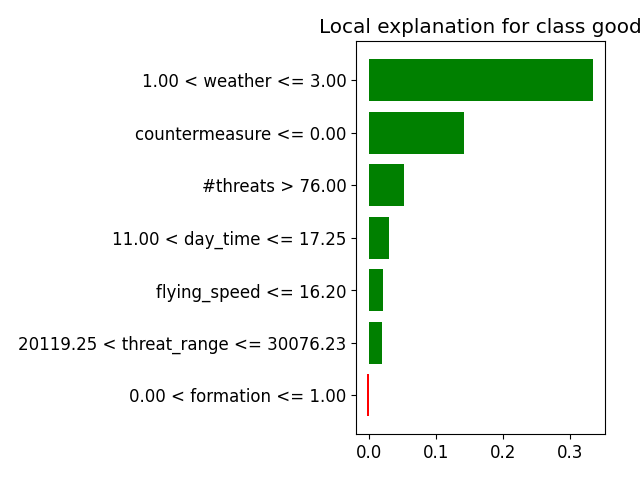 Local explanation for class good
1.00 < weather <= 3.00
countermeasure <= 0.00
#threats > 76.00
11.00 < day_time <= 17.25
flying_speed <= 16.20
20119.25 < threat_range <= 30076.23
0.00 < formation <= 1.00
0.0 0.1 0.2 0.3